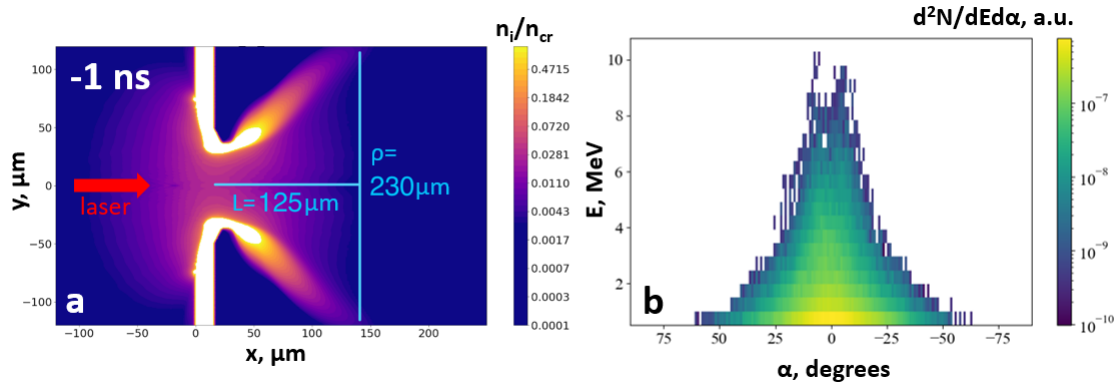 nᵢ/n_cr
-1 ns
100
50
0
-50
-100
y, μm
laser
L=125μm
ρ=
230μm
a
-100
-50
0
50
100
150
200
x, μm
0.4715
0.1842
0.0720
0.0281
0.0110
0.0043
0.0017
0.0007
0.0003
0.0001
d²N/dEdα, a.u.
10
8
6
4
2
E, MeV
b
75
50
25
0
−25
−50
−75
α, degrees
10⁻⁷
10⁻⁸
10⁻⁹
10⁻¹⁰